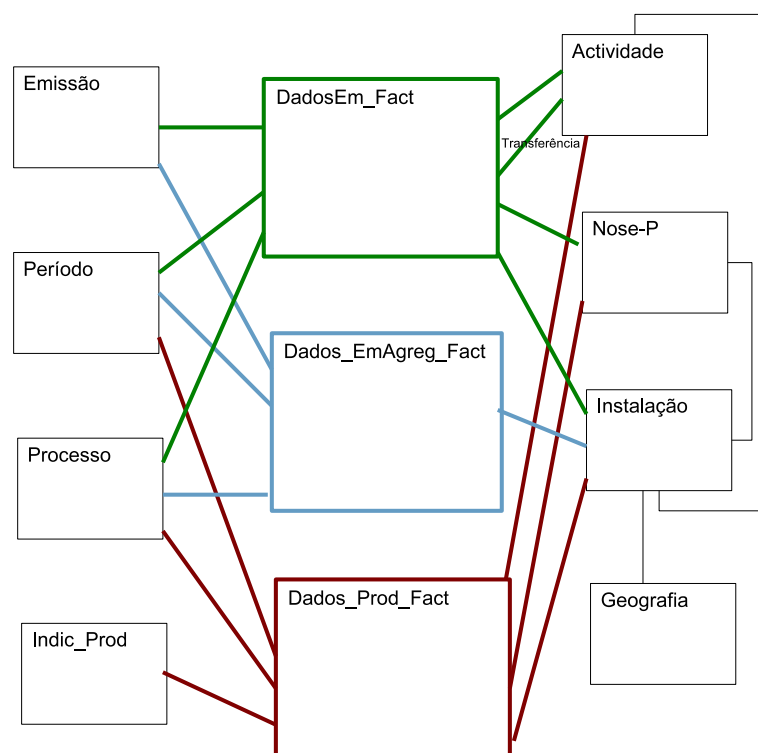 Actividade
Emissão
DadosEm_Fact
Transferência
Nose-P
Período
Dados_EmAgreg_Fact
Instalação
Processo
Dados_Prod_Fact
Geografia
Indic_Prod